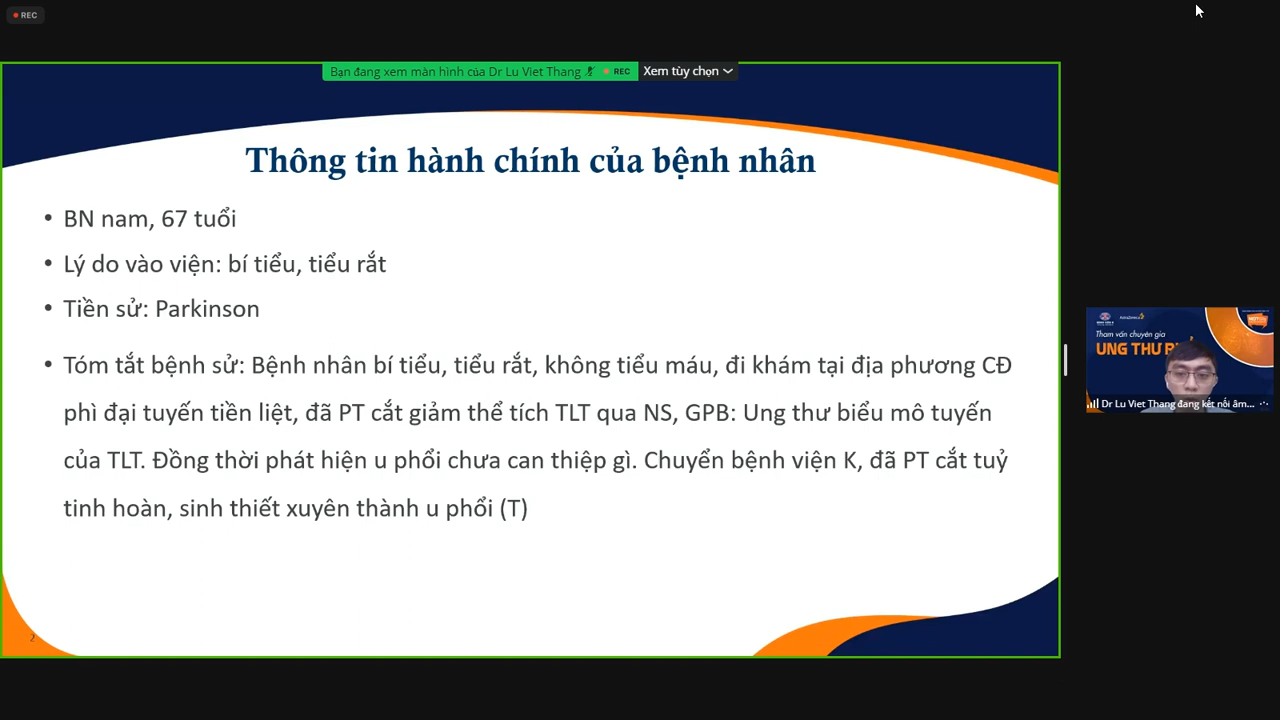 REC
Bạn đang xem màn hình của Dr Lu Viet Thang REC Xem tùy chọn
Thông tin hành chính của bệnh nhân
• BN nam, 67 tuổi
• Lý do vào viện: bí tiểu, tiểu rắt
• Tiền sử: Parkinson
• Tóm tắt bệnh sử: Bệnh nhân bí tiểu, tiểu rắt, không tiểu máu, đi khám tại địa phương CĐ
phì đại tuyến tiền liệt, đã PT cắt giảm thể tích TLT qua NS, GPB: Ung thư biểu mô tuyến
của TLT. Đồng thời phát hiện u phổi chưa can thiệp gì. Chuyển bệnh viện K, đã PT cắt tuỷ
tinh hoàn, sinh thiết xuyên thành u phổi (T)
2
Tham vấn chuyên gia
UNG THƯ
Dr Lu Viet Thang đang kết nối âm...